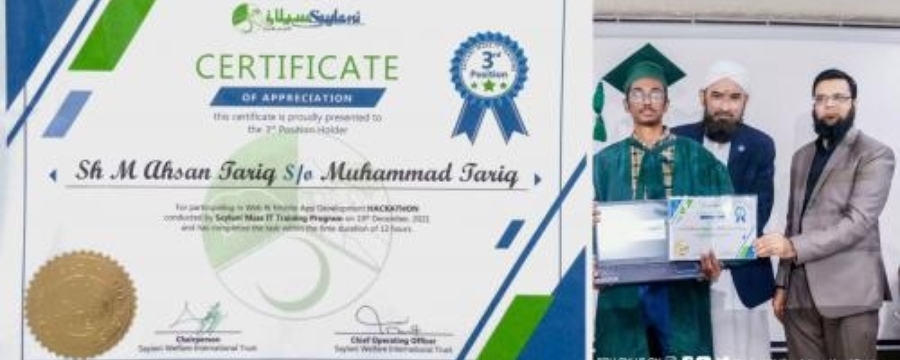 سیلانی Saylani
CERTIFICATE
OF APPRECIATION
this certificate is proudly presented to
the 3rd Position Holder
3rd
Position
Sh M Ahsan Tariq S/o Muhammad Tariq
For participating in Web & Mobile App Development HACKATHON
conducted by Saylani Mass IT Training Program on 19th December, 2021
and has completed the task within the time duration of 12 hours.
Chairperson
Saylani Welfare International Trust
Chief Operating Officer
Saylani Welfare International Trust